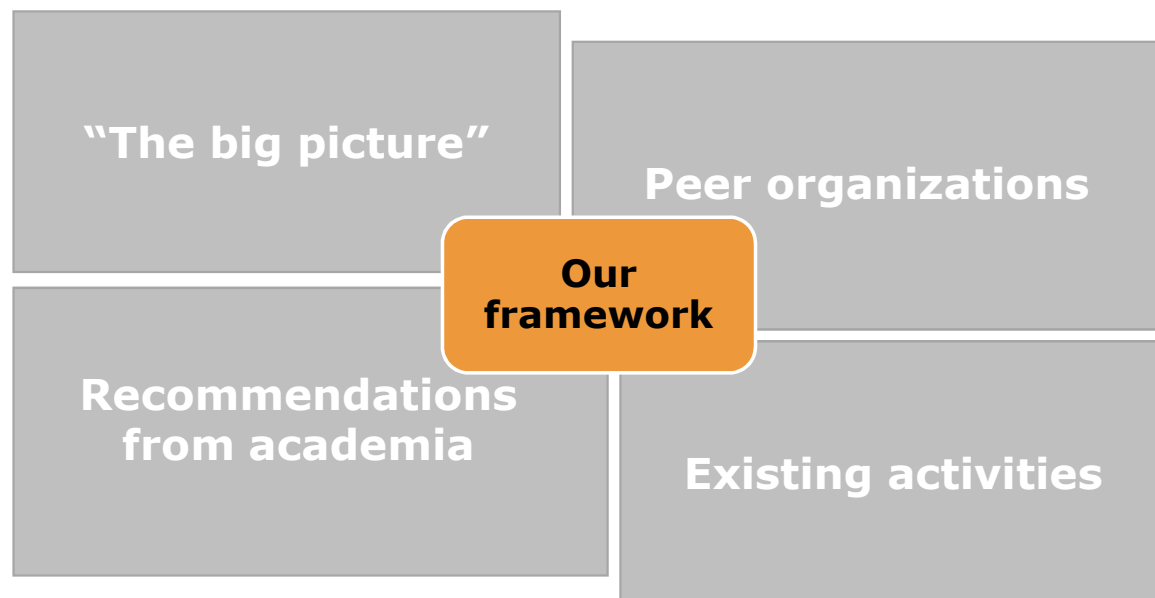 “The big picture”
Peer organizations
Our
framework
Recommendations
from academia
Existing activities